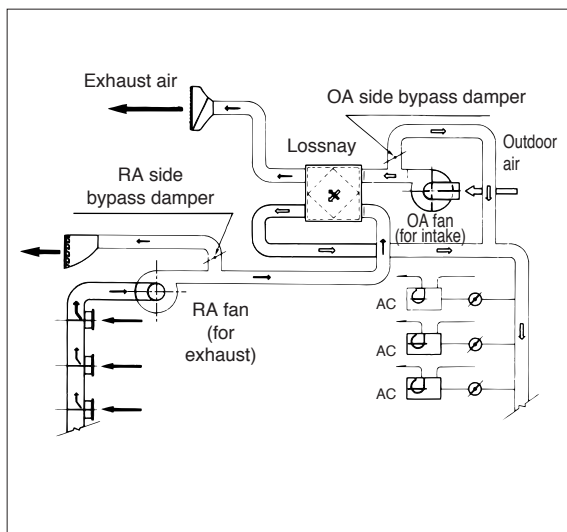 Exhaust air
OA side bypass damper
Lossnay
Outdoor
air
RA side
bypass damper
OA fan
(for intake)
RA fan
(for
exhaust)
AC
AC
AC